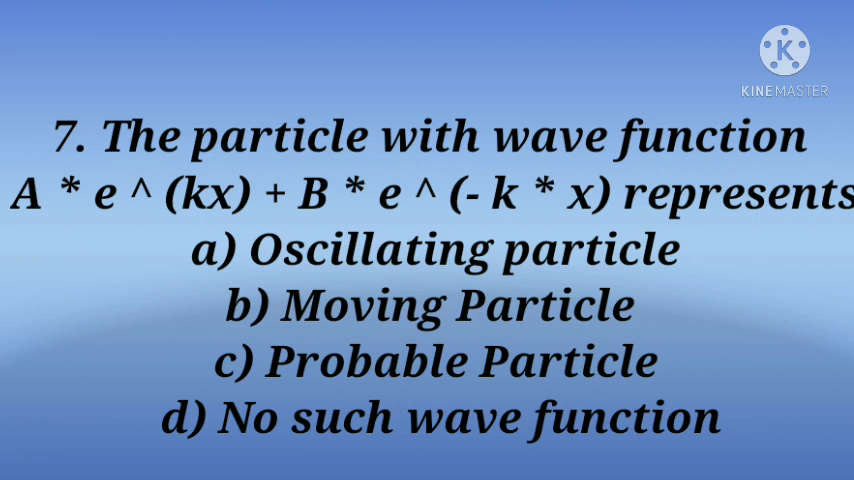 KINEMASTER
7. The particle with wave function
A * e ^ (kx) + B * e ^ (- k * x) represents
a) Oscillating particle
b) Moving Particle
c) Probable Particle
d) No such wave function